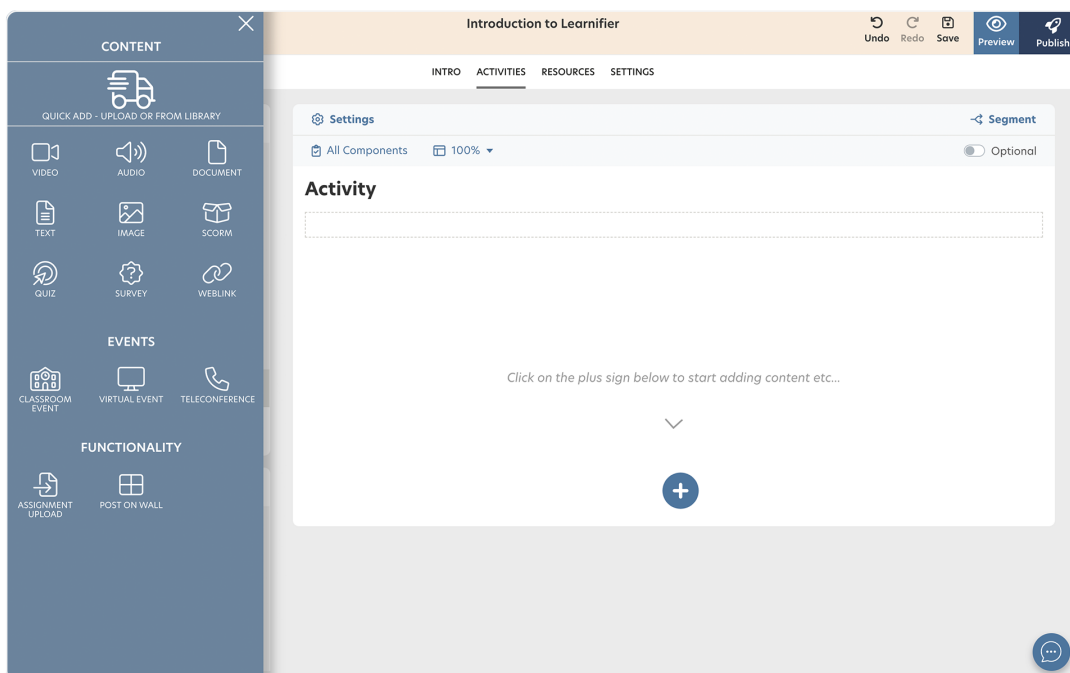 CONTENT
QUICK ADD - UPLOAD OR FROM LIBRARY
VIDEO
AUDIO
DOCUMENT
TEXT
IMAGE
SCORM
QUIZ
SURVEY
WEBLINK
EVENTS
CLASSROOM
EVENT
VIRTUAL EVENT
TELECONFERENCE
FUNCTIONALITY
ASSIGNMENT
UPLOAD
POST ON WALL
Introduction to Learnifier
Undo
Redo
Save
Preview
Publish
INTRO
ACTIVITIES
RESOURCES
SETTINGS
Settings
Segment
All Components
100%
Optional
Activity
Click on the plus sign below to start adding content etc...